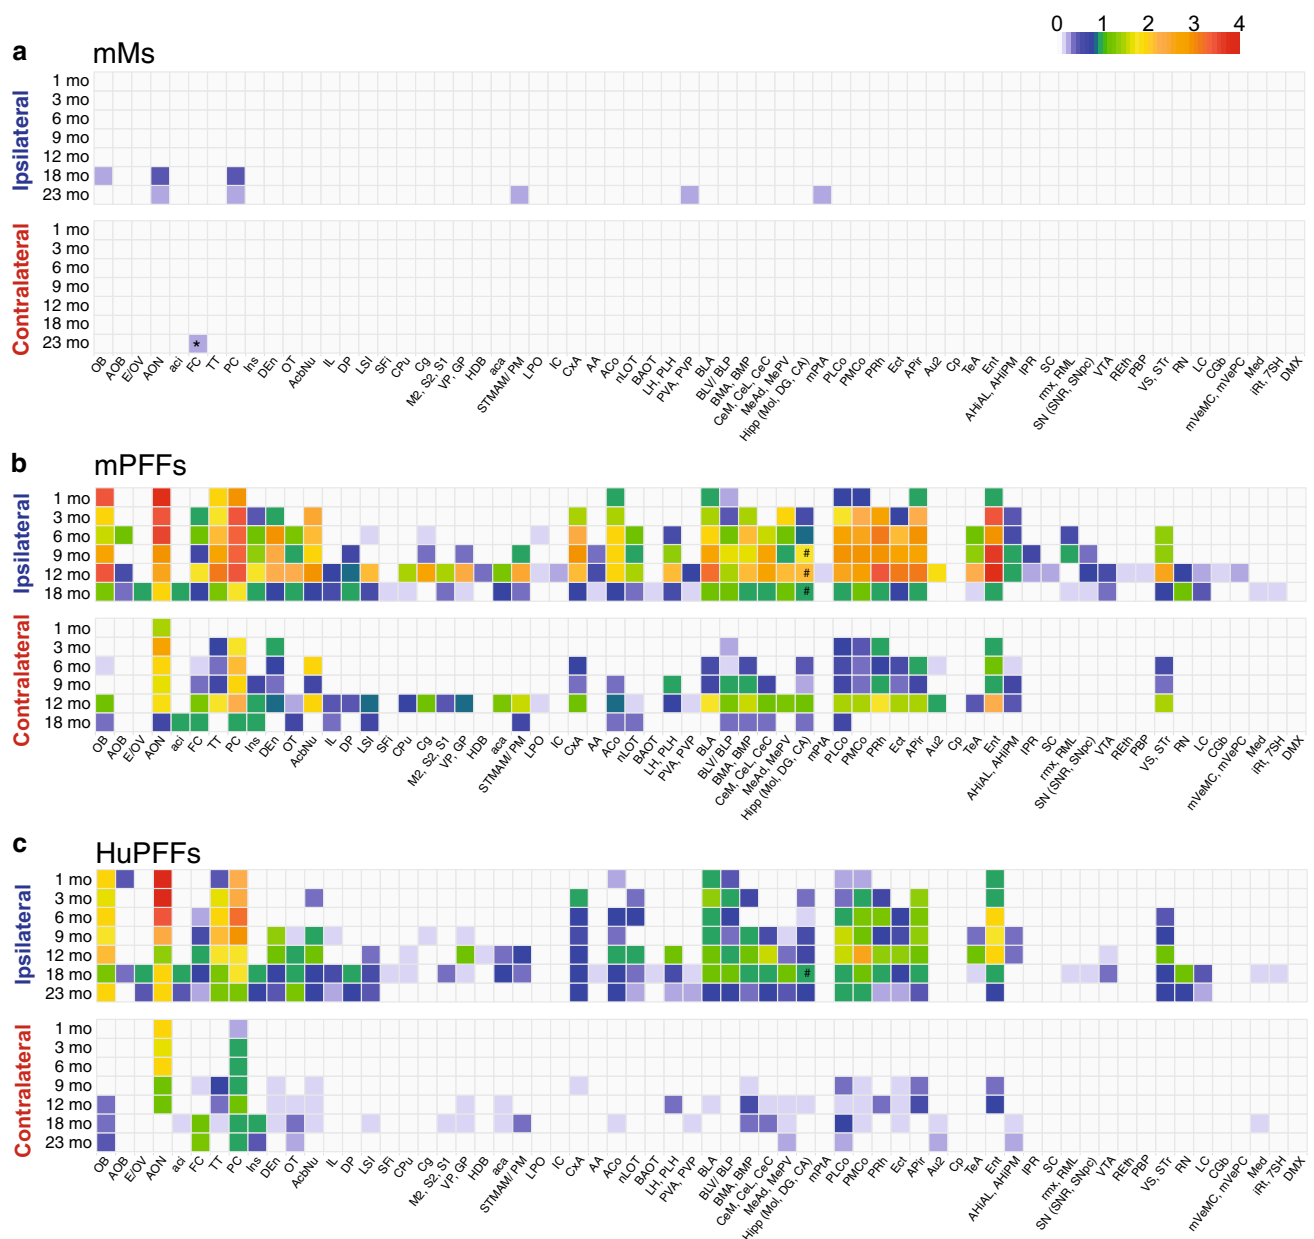 0 1 2 3 4
a mMs
Ipsilateral
1 mo
3 mo
6 mo
9 mo
12 mo
18 mo
23 mo
Contralateral
1 mo
3 mo
6 mo
9 mo
12 mo
18 mo
23 mo
*
OB AOB E/OV AON aci FC TT PC Ins DEn OT AcbNu IL DP LSI SFi CPu Cg M2, S2, S1 VP, GP HDB aca STMAM/ PM LPO IC CxA AA ACo nLOT BAOT LH, PLH PVA, PVP BLA BLV/ BLP BMA, BMP CeM, CeL, CeC MeAd, MePV Hipp (Mol, DG, CA) mPtA PLCo PMCo PRh Ect APir Au2 Cp TeA Ent AHiAL, AHiPM IPR SC rmx, RML SN (SNR, SNpc) VTA REth PBP VS, STr RN LC CGb mVeMC, mVePC Med iRt, 7SH DMX
b mPFFs
Ipsilateral
1 mo
3 mo
6 mo
9 mo #
12 mo #
18 mo #
Contralateral
1 mo
3 mo
6 mo
9 mo
12 mo
18 mo
OB AOB E/OV AON aci FC TT PC Ins DEn OT AcbNu IL DP LSI SFi CPu Cg M2, S2, S1 VP, GP HDB aca STMAM/ PM LPO IC CxA AA ACo nLOT BAOT LH, PLH PVA, PVP BLA BLV/ BLP BMA, BMP CeM, CeL, CeC MeAd, MePV Hipp (Mol, DG, CA) mPtA PLCo PMCo PRh Ect APir Au2 Cp TeA Ent AHiAL, AHiPM IPR SC rmx, RML SN (SNR, SNpc) VTA REth PBP VS, STr RN LC CGb mVeMC, mVePC Med iRt, 7SH DMX
c HuPFFs
Ipsilateral
1 mo
3 mo
6 mo
9 mo
12 mo
18 mo #
23 mo
Contralateral
1 mo
3 mo
6 mo
9 mo
12 mo
18 mo
23 mo
OB AOB E/OV AON aci FC TT PC Ins DEn OT AcbNu IL DP LSI SFi CPu Cg M2, S2, S1 VP, GP HDB aca STMAM/ PM LPO IC CxA AA ACo nLOT BAOT LH, PLH PVA, PVP BLA BLV/ BLP BMA, BMP CeM, CeL, CeC MeAd, MePV Hipp (Mol, DG, CA) mPtA PLCo PMCo PRh Ect APir Au2 Cp TeA Ent AHiAL, AHiPM IPR SC rmx, RML SN (SNR, SNpc) VTA REth PBP VS, STr RN LC CGb mVeMC, mVePC Med iRt, 7SH DMX